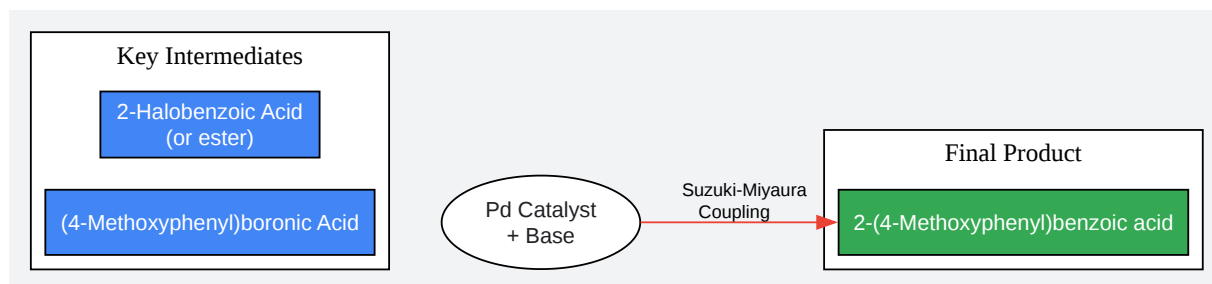 Key Intermediates
2-Halobenzoic Acid
(or ester)
(4-Methoxyphenyl)boronic Acid
Pd Catalyst
+ Base
Suzuki-Miyaura
Coupling
Final Product
2-(4-Methoxyphenyl)benzoic acid